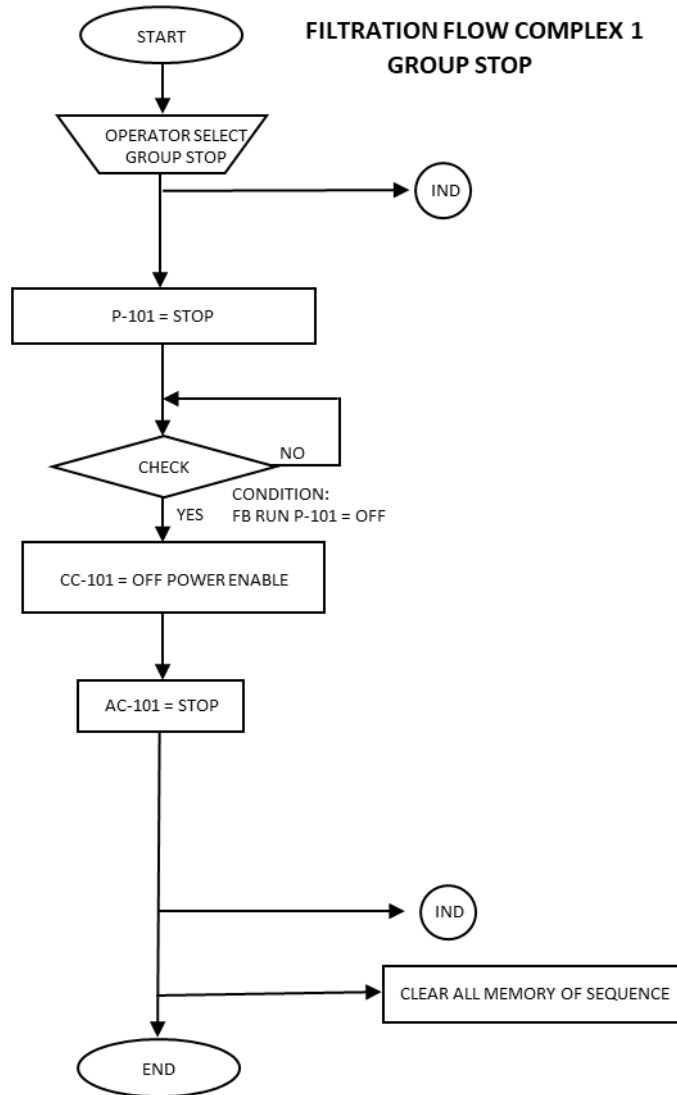 START
FILTRATION FLOW COMPLEX 1
GROUP STOP
OPERATOR SELECT
GROUP STOP
IND
P-101 = STOP
NO
CHECK
CONDITION:
FB RUN P-101 = OFF
YES
CC-101 = OFF POWER ENABLE
AC-101 = STOP
IND
CLEAR ALL MEMORY OF SEQUENCE
END